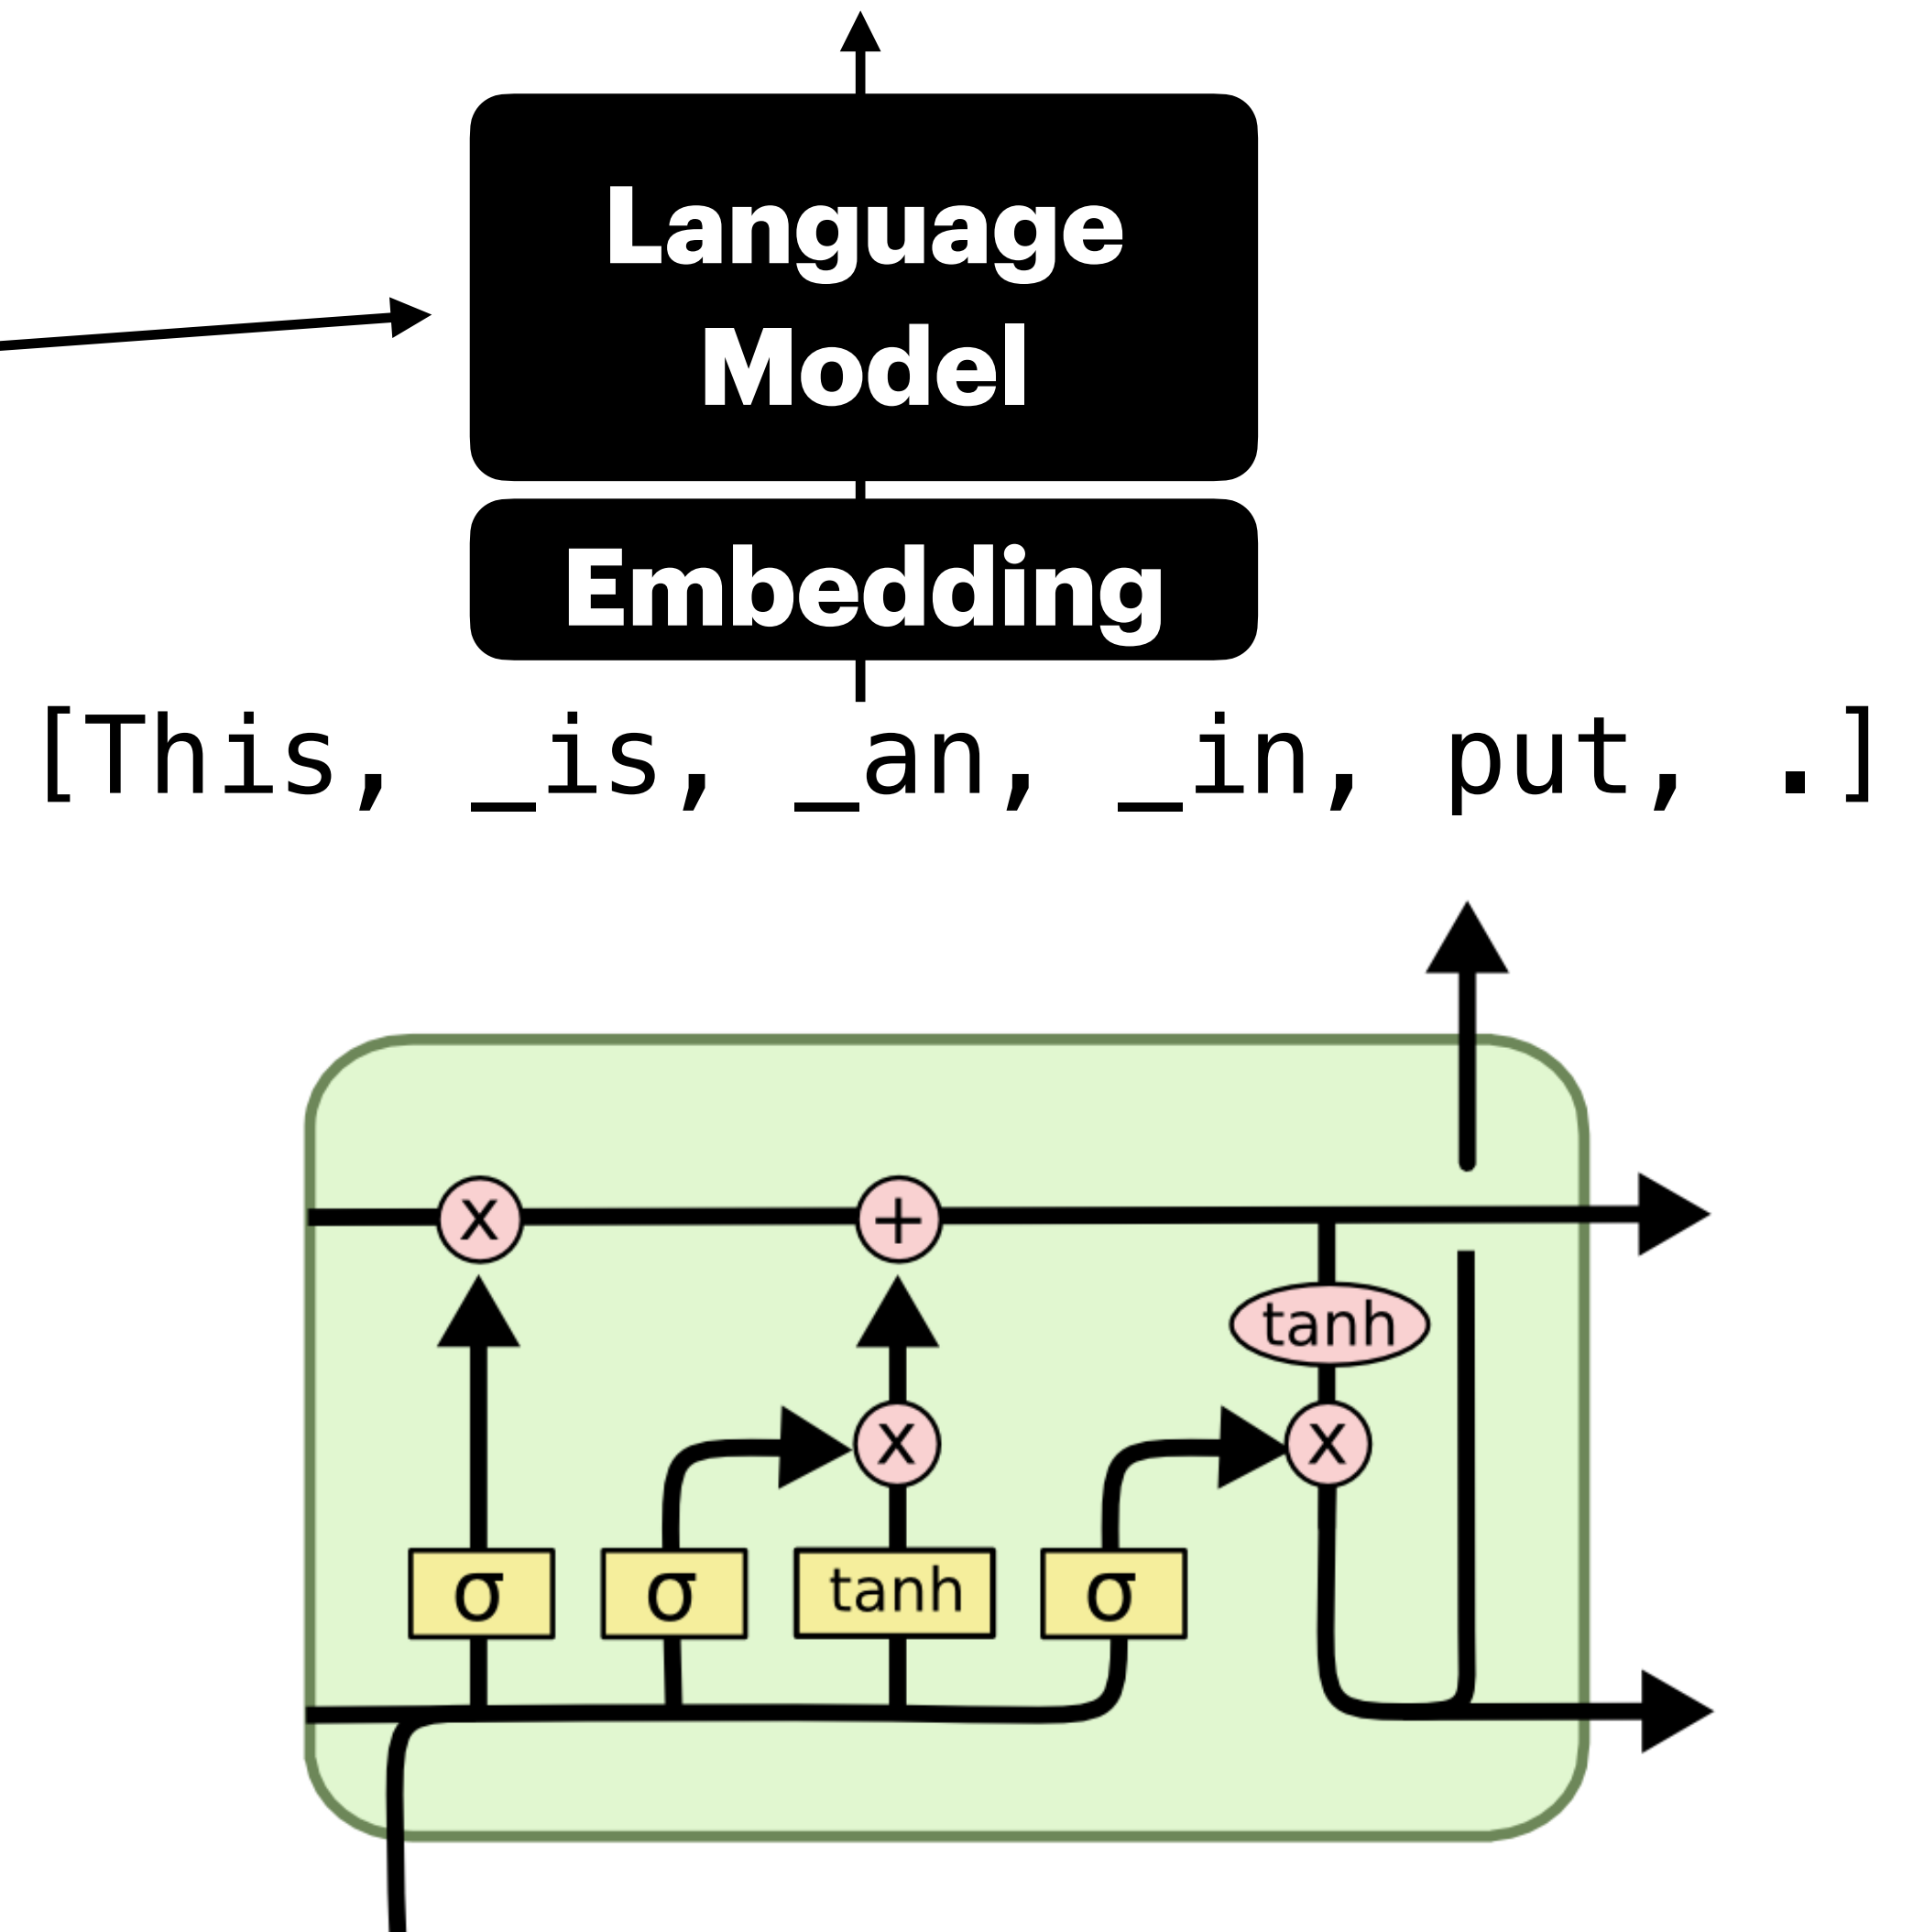 Language
Model
Embedding
[This, _is, _an, _in, put, .]
x +
tanh
x x
σ σ tanh σ